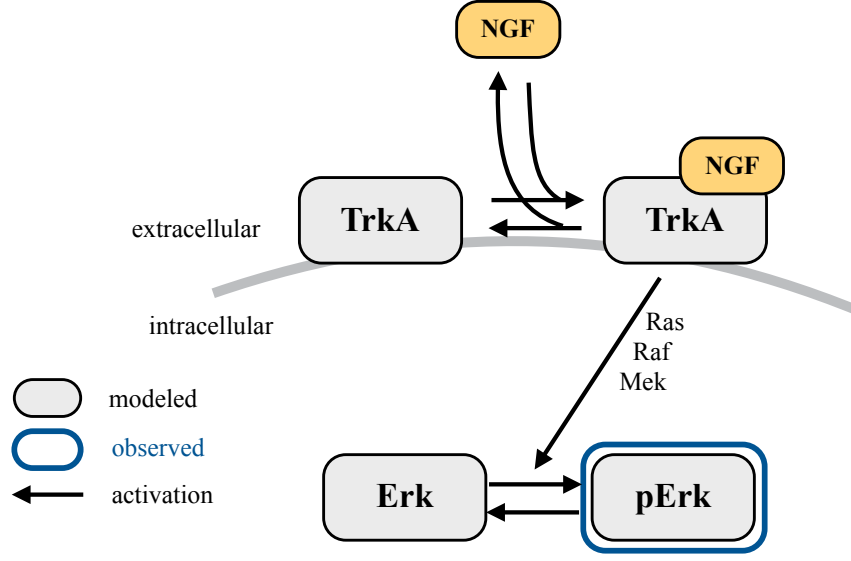 NGF
NGF
TrkA
TrkA
extracellular
intracellular
Ras
Raf
Mek
modeled
observed
activation
Erk
pErk